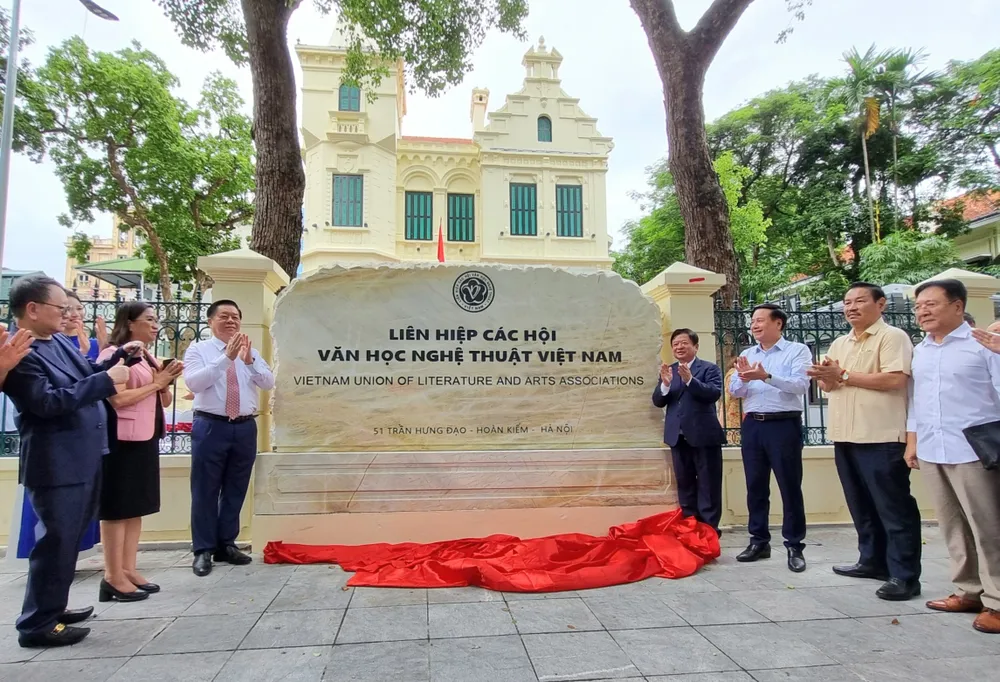 LIÊN HIỆP CÁC HỘI
VĂN HỌC NGHỆ THUẬT VIỆT NAM
VIETNAM UNION OF LITERATURE AND ARTS ASSOCIATIONS
51 TRẦN HƯNG ĐẠO - HOÀN KIẾM - HÀ NỘI